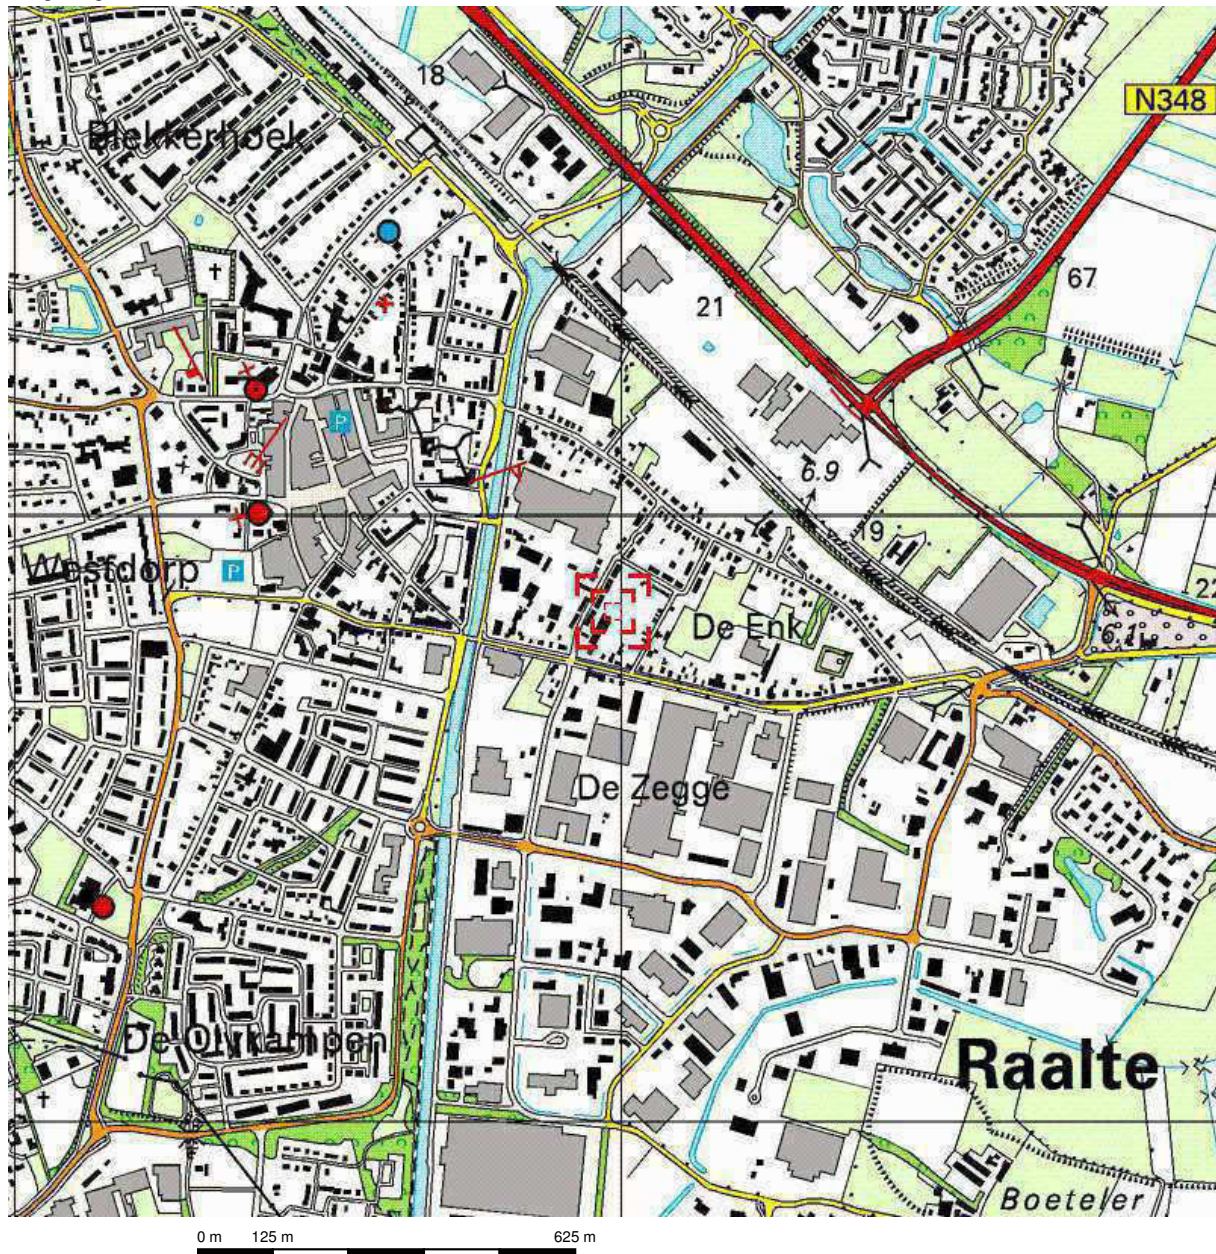 18
N348
Blekkerhoek
67
21
P
6.9
19
Westdorp
P
22
De Enk
6.1
De Zegge
De Olykampen
Raalte
Boeteler
0 m 125 m 625 m